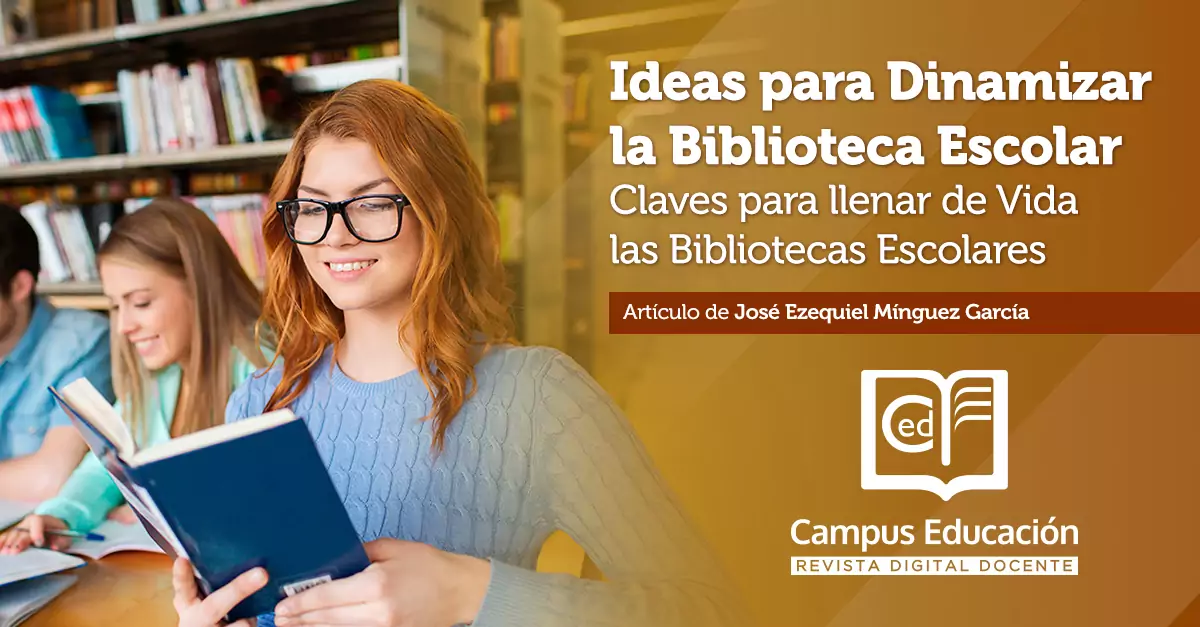 Ideas para Dinamizar
la Biblioteca Escolar
Claves para llenar de Vida
las Bibliotecas Escolares
Artículo de José Ezequiel Mínguez García
Ced
Campus Educación
REVISTA DIGITAL DOCENTE